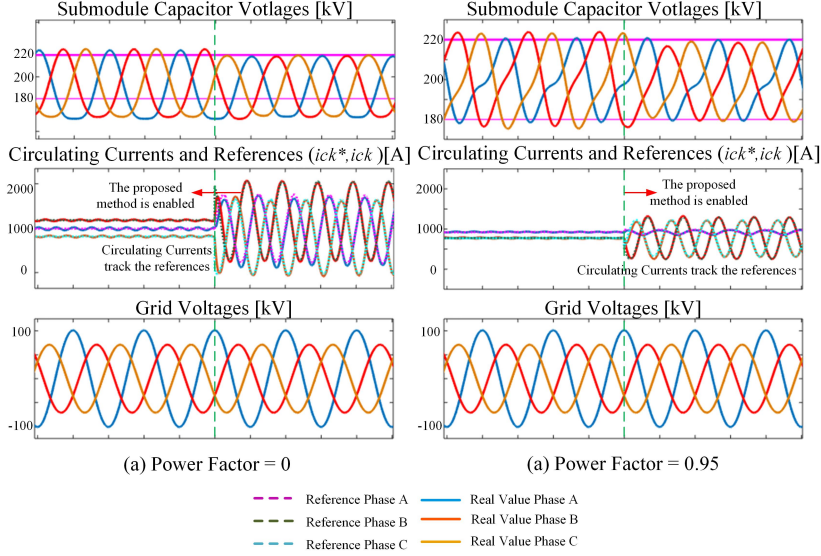 Submodule Capacitor Votlages [kV]
220
200
180
Circulating Currents and References (ick*,ick )[A]
2000
1000
0
The proposed
method is enabled
Circulating Currents
track the references
Grid Voltages [kV]
100
-100
(a) Power Factor = 0
Submodule Capacitor Voltages [kV]
220
200
180
Circulating Currents and References (ick*,ick )[A]
2000
1000
0
The proposed
method is enabled
Circulating Currents track the references
Grid Voltages [kV]
100
-100
(a) Power Factor = 0.95
Reference Phase A
Reference Phase B
Reference Phase C
Real Value Phase A
Real Value Phase B
Real Value Phase C